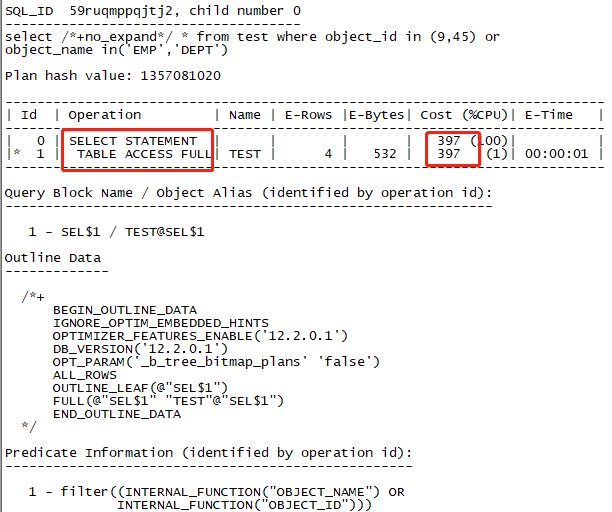 SQL_ID  59ruqmppqjtj2, child number 0
-------------------------------------
select /*+no_expand*/ * from test where object_id in (9,45) or
object_name in('EMP','DEPT')
Plan hash value: 1357081020
---------------------------------------------------------------------------
| Id  | Operation         | Name | E-Rows |E-Bytes| Cost (%CPU)| E-Time   |
---------------------------------------------------------------------------
|   0 | SELECT STATEMENT  |      |        |       |   397 (100)|          |
|*  1 |  TABLE ACCESS FULL| TEST |      4 |   532 |   397   (1)| 00:00:01 |
---------------------------------------------------------------------------
Query Block Name / Object Alias (identified by operation id):
-------------------------------------------------------------
   1 - SEL$1 / TEST@SEL$1
Outline Data
-------------
  /*+
      BEGIN_OUTLINE_DATA
      IGNORE_OPTIM_EMBEDDED_HINTS
      OPTIMIZER_FEATURES_ENABLE('12.2.0.1')
      DB_VERSION('12.2.0.1')
      OPT_PARAM('_b_tree_bitmap_plans' 'false')
      ALL_ROWS
      OUTLINE_LEAF(@"SEL$1")
      FULL(@"SEL$1" "TEST"@"SEL$1")
      END_OUTLINE_DATA
  */
Predicate Information (identified by operation id):
---------------------------------------------------
   1 - filter((INTERNAL_FUNCTION("OBJECT_NAME") OR
              INTERNAL_FUNCTION("OBJECT_ID")))